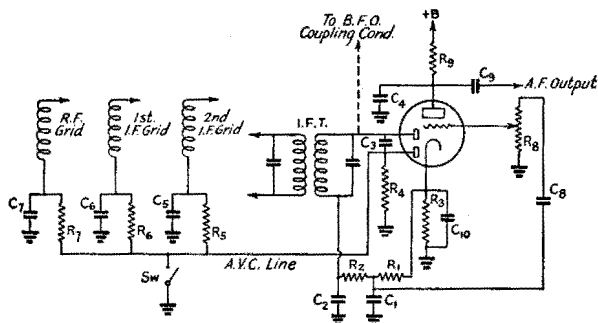 To B.F.O.
Coupling Cond.
+B
R9
C9
A.F. Output
C4
R.F.
Grid
1st.
I.F. Grid
2nd
I.F. Grid
I.F.T.
C3
R8
C8
R4
R3
C10
C7
R7
C6
R6
C5
R5
A.V.C. Line
Sw
R2
R1
C2
C1